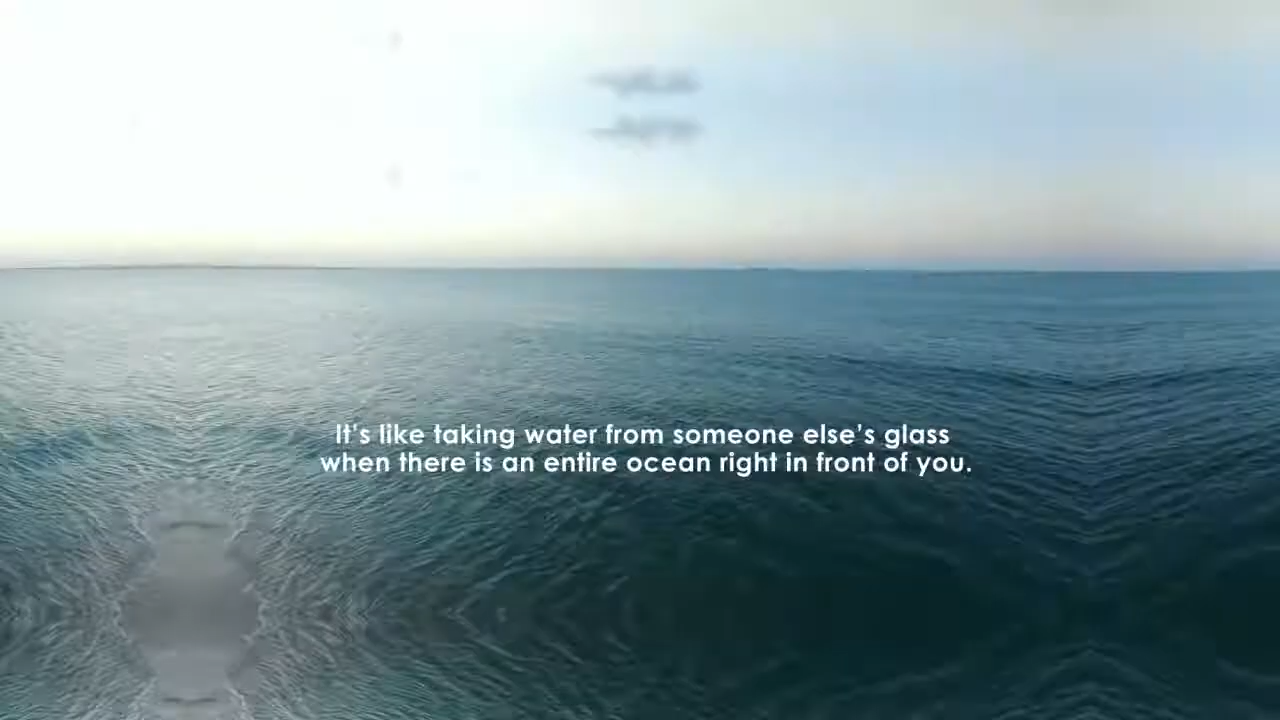 It's like taking water from someone else’s glass
when there is an entire ocean right in front of you.